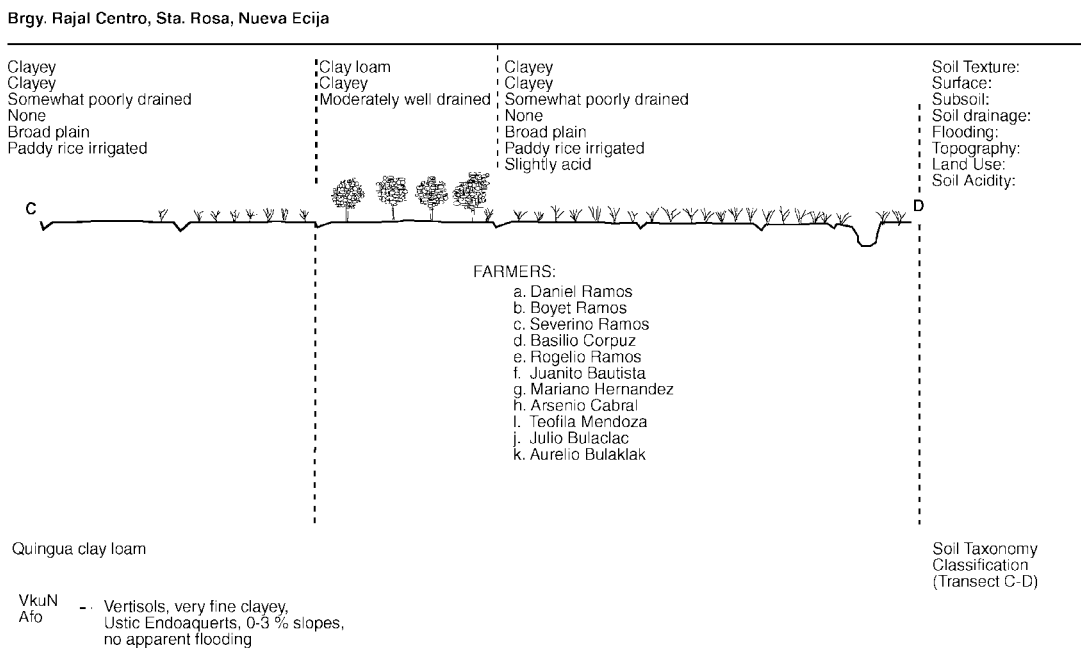 Brgy. Rajal Centro, Sta. Rosa, Nueva Ecija
Clayey
Clayey
Somewhat poorly drained
None
Broad plain
Paddy rice irrigated
Clay loam
Clayey
Moderately well drained
Clayey
Clayey
Somewhat poorly drained
None
Broad plain
Paddy rice irrigated
Slightly acid
Soil Texture:
Surface:
Subsoil:
Soil drainage:
Flooding:
Topography:
Land Use:
Soil Acidity:
C
D
FARMERS:
a. Daniel Ramos
b. Boyet Ramos
c. Severino Ramos
d. Basilio Corpuz
e. Rogelio Ramos
f. Juanito Bautista
g. Mariano Hernandez
h. Arsenio Cabral
I. Teofila Mendoza
j. Julio Bulaclac
k. Aurelio Bulaklak
Quingua clay loam
Soil Taxonomy
Classification
(Transect C-D)
VkuN
Afo
-· Vertisols, very fine clayey,
Ustic Endoaquerts, 0-3 % slopes,
no apparent flooding